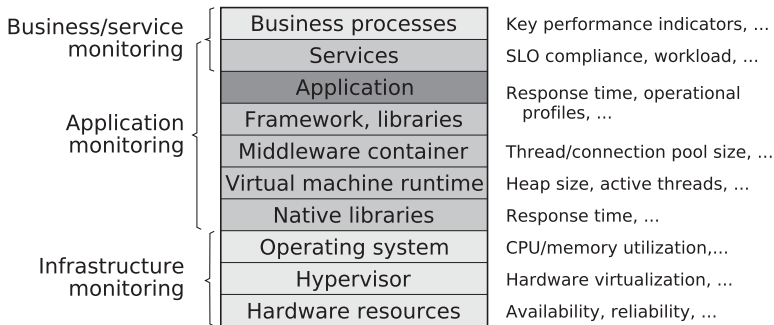 Business/service
monitoring
Business processes
Key performance indicators, ...
Services
SLO compliance, workload, ...
Application
monitoring
Application
Response time, operational
profiles, ...
Framework, libraries
Middleware container
Thread/connection pool size, ...
Virtual machine runtime
Heap size, active threads, ...
Native libraries
Response time, ...
Infrastructure
monitoring
Operating system
CPU/memory utilization,...
Hypervisor
Hardware virtualization, ...
Hardware resources
Availability, reliability, ...